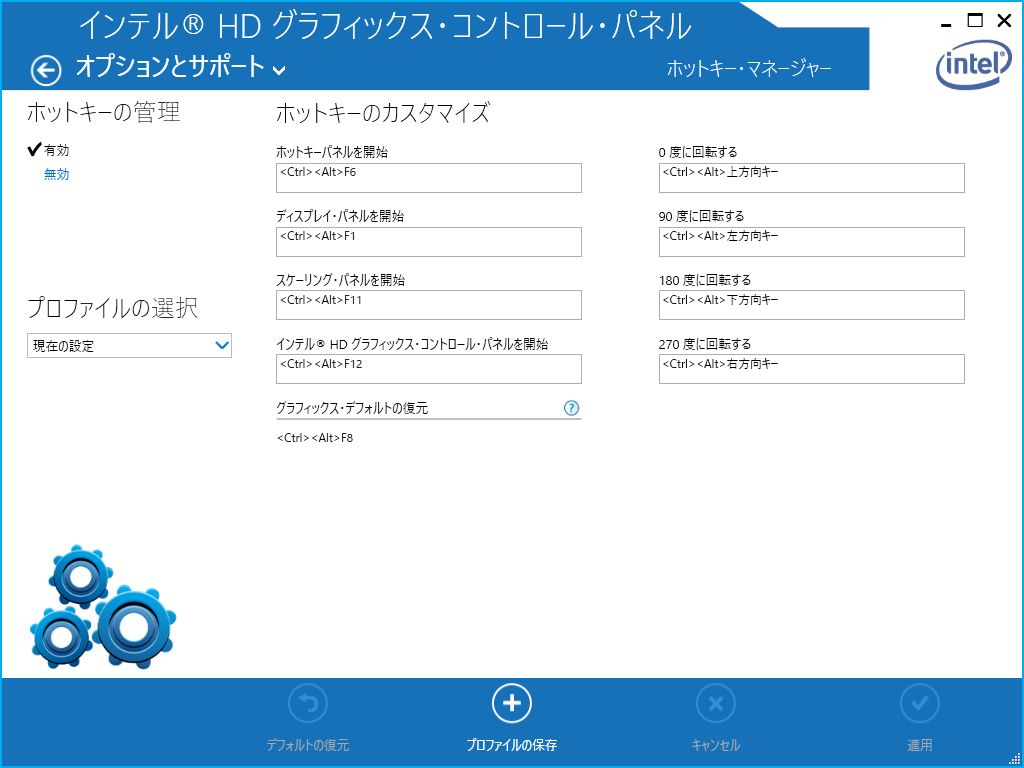 インテル® HD グラフィックス・コントロール・パネル
オプションとサポート
ホットキー・マネージャー
intel
ホットキーの管理
有効
無効
プロファイルの選択
現在の設定
ホットキーのカスタマイズ
ホットキーパネルを開始
<Ctrl><Alt>F6
ディスプレイ・パネルを開始
<Ctrl><Alt>F1
スケーリング・パネルを開始
<Ctrl><Alt>F11
インテル® HD グラフィックス・コントロール・パネルを開始
<Ctrl><Alt>F12
グラフィックス・デフォルトの復元
?
<Ctrl><Alt>F8
0 度に回転する
<Ctrl><Alt>上方向キー
90 度に回転する
<Ctrl><Alt>左方向キー
180 度に回転する
<Ctrl><Alt>下方向キー
270 度に回転する
<Ctrl><Alt>右方向キー
デフォルトの復元
プロファイルの保存
キャンセル
適用